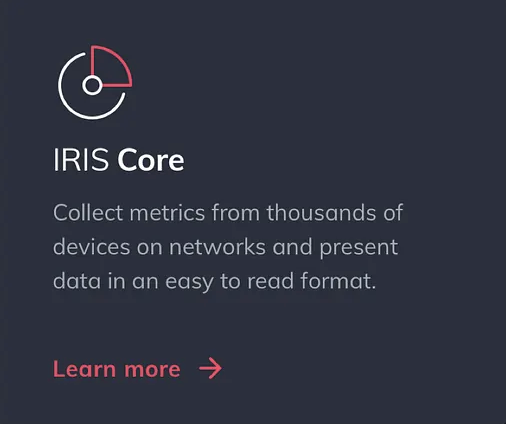 IRIS Core
Collect metrics from thousands of
devices on networks and present
data in an easy to read format.
Learn more